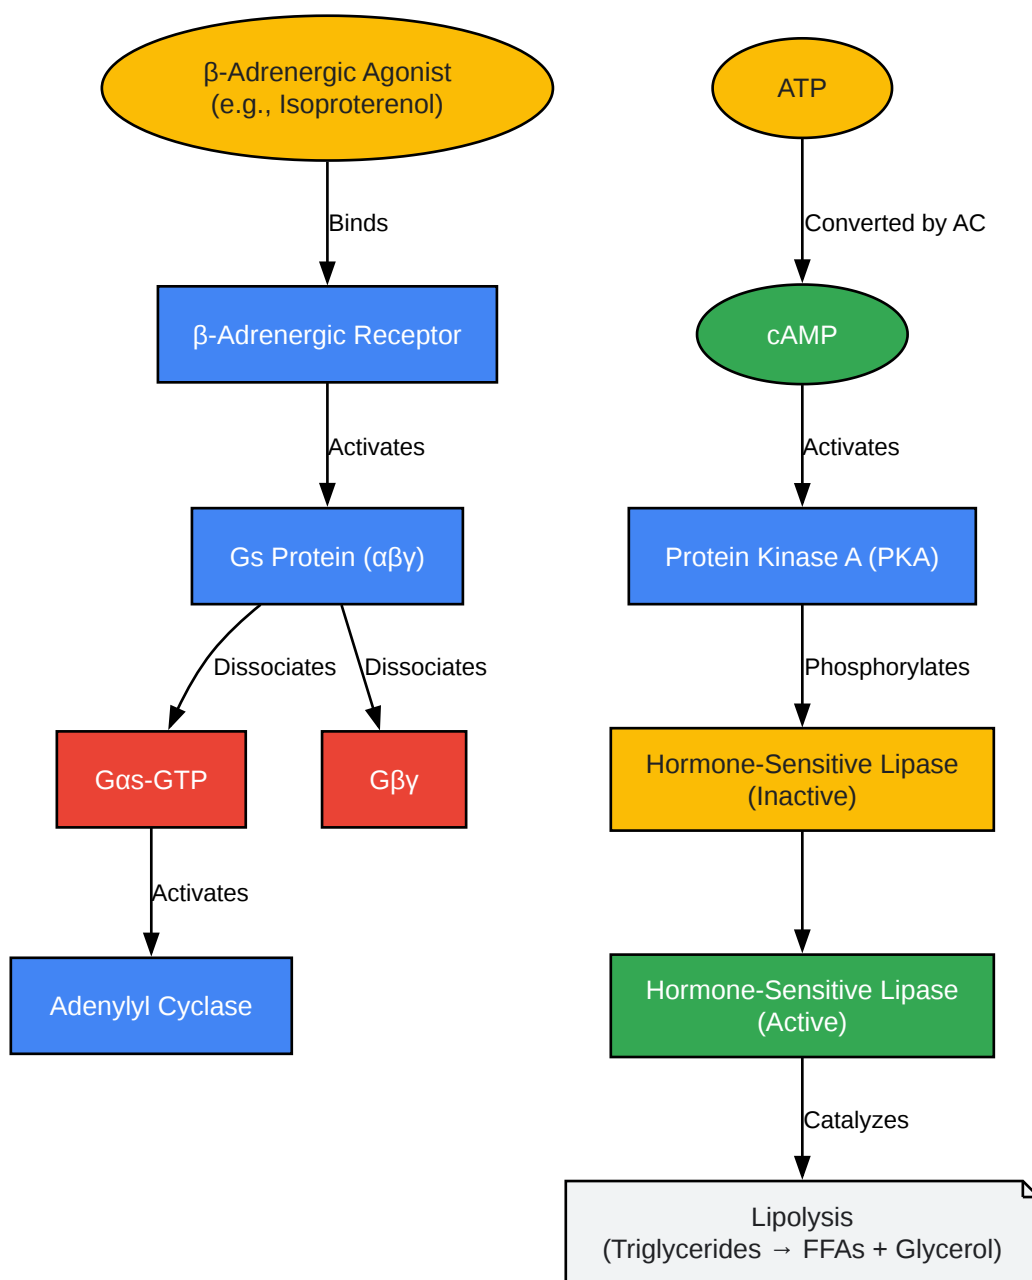 β-Adrenergic Agonist
(e.g., Isoproterenol)
Binds
β-Adrenergic Receptor
Activates
Gs Protein (αβγ)
Dissociates
Dissociates
Gαs-GTP
Gβγ
Activates
Adenylyl Cyclase
ATP
Converted by AC
cAMP
Activates
Protein Kinase A (PKA)
Phosphorylates
Hormone-Sensitive Lipase
(Inactive)
Hormone-Sensitive Lipase
(Active)
Catalyzes
Lipolysis
(Triglycerides → FFAs + Glycerol)